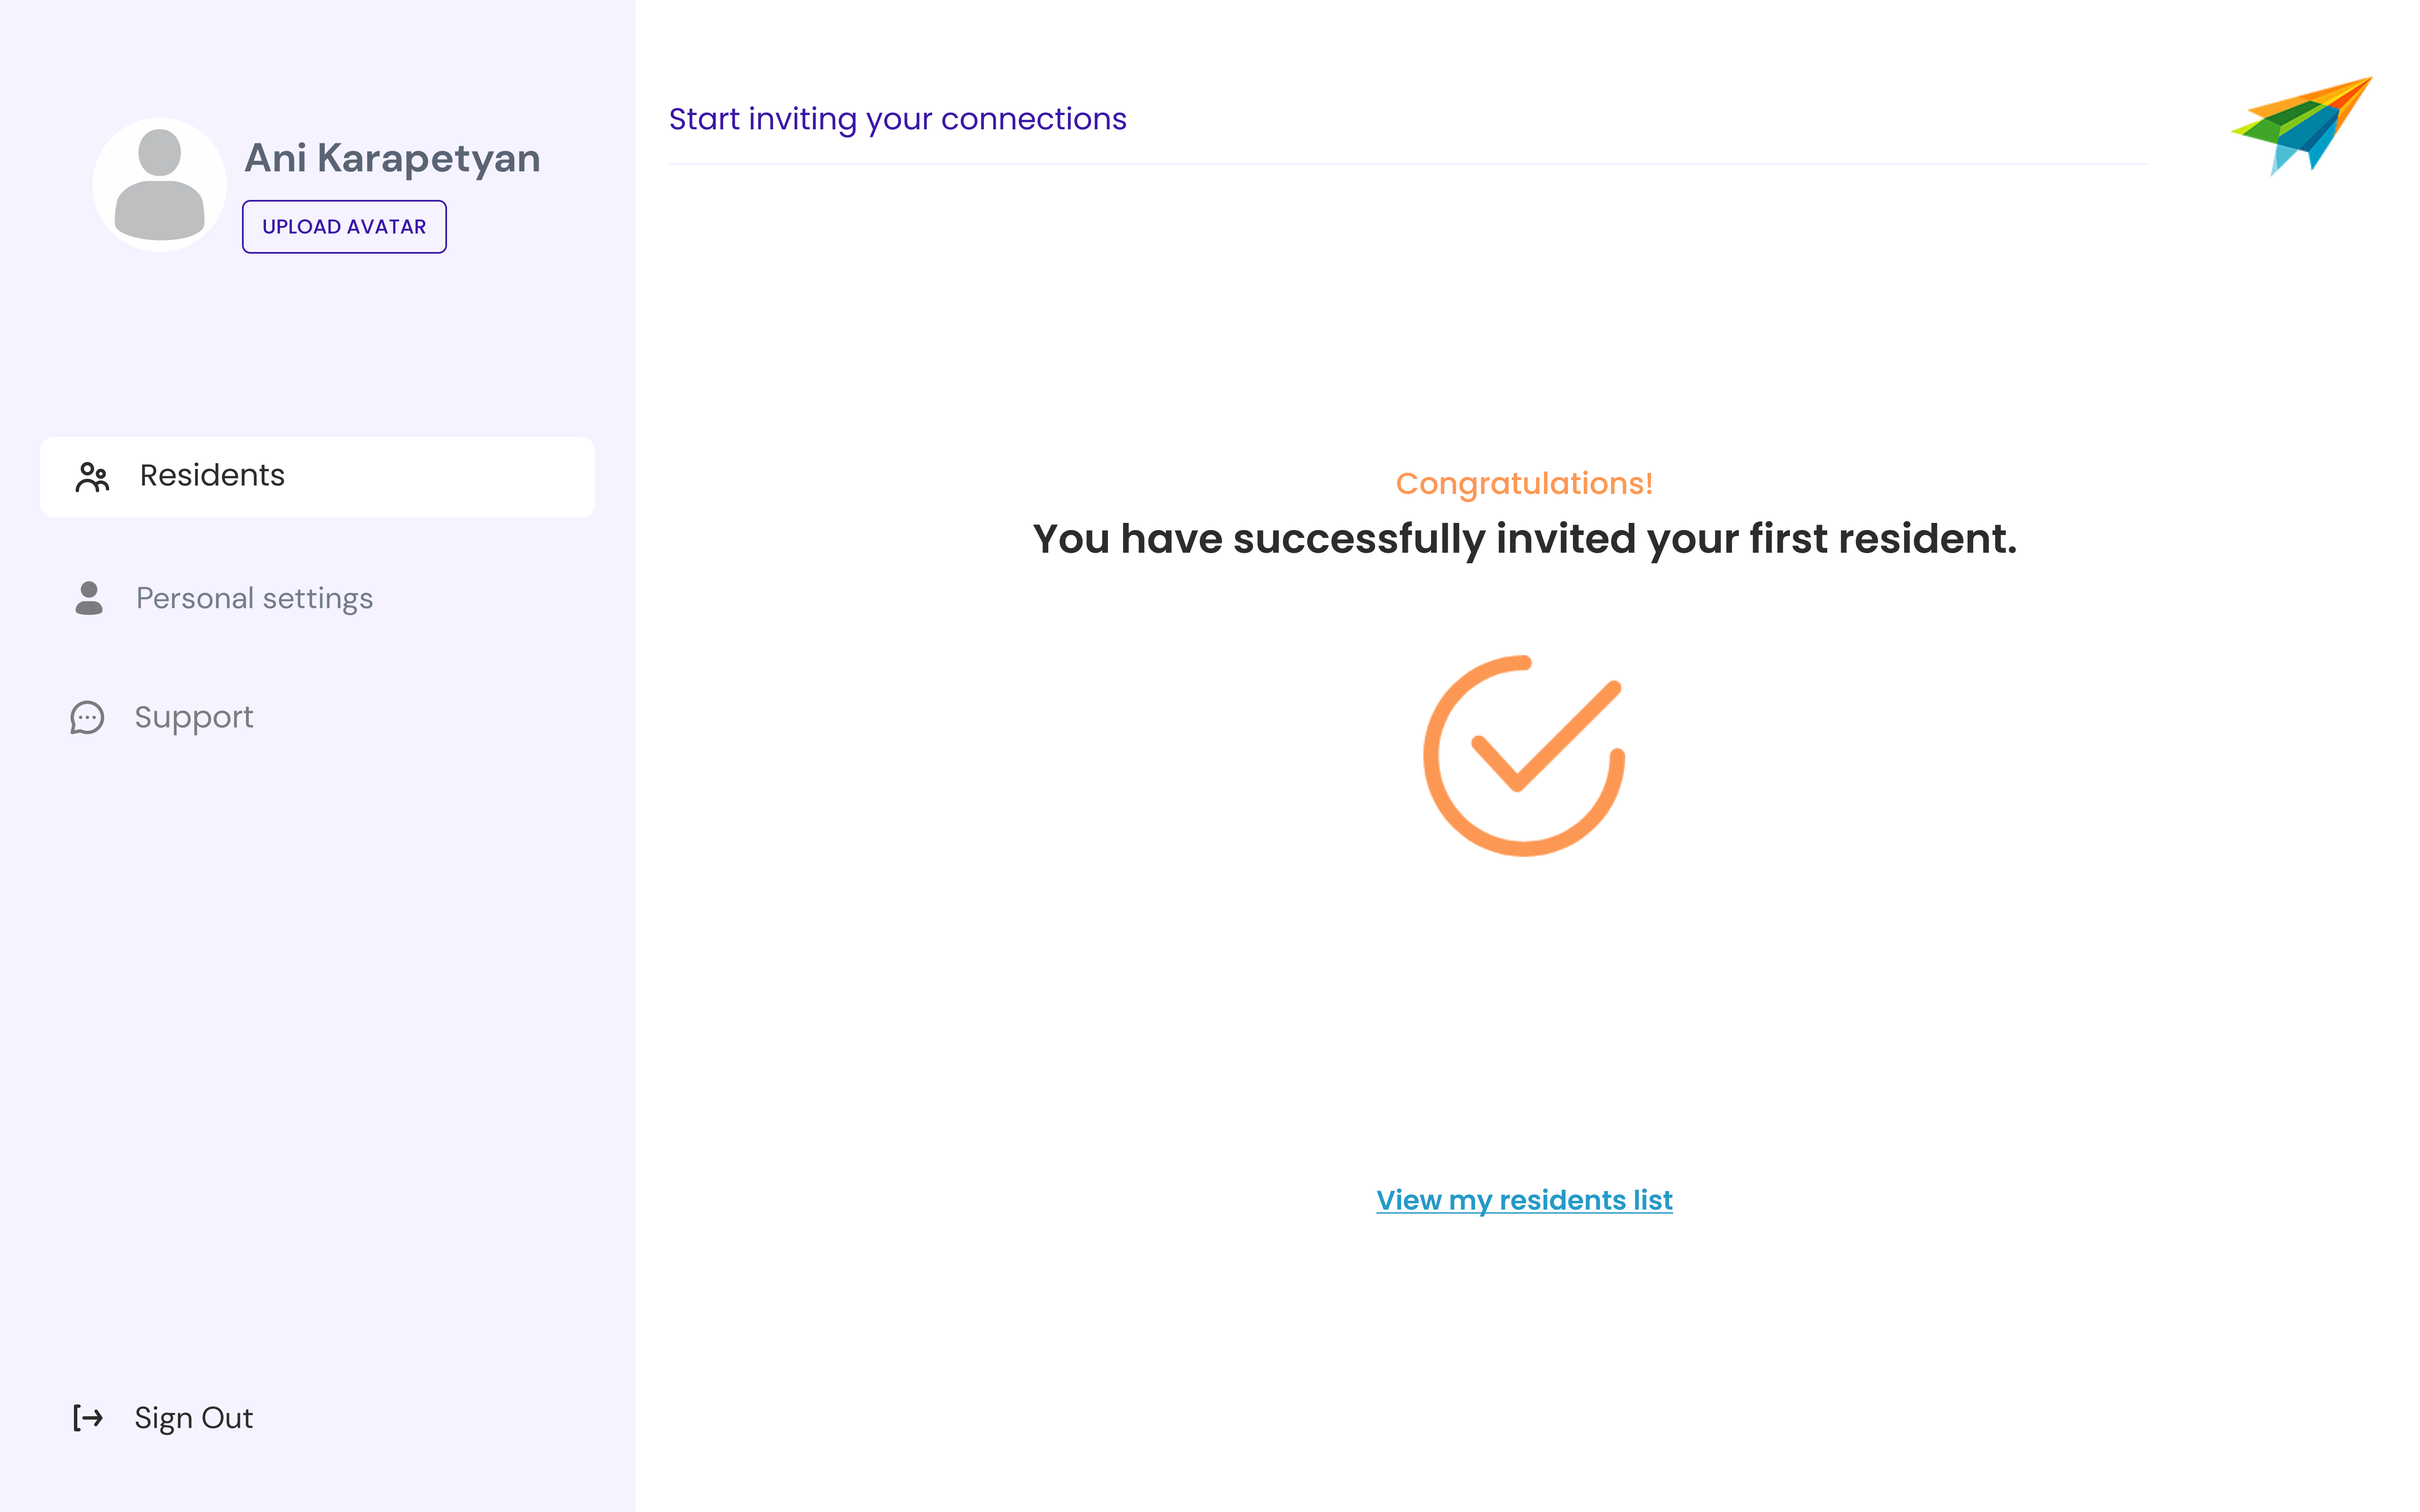 Ani Karapetyan
UPLOAD AVATAR
Residents
Personal settings
Support
Sign Out
Start inviting your connections
Congratulations!
You have successfully invited your first resident.
View my residents list